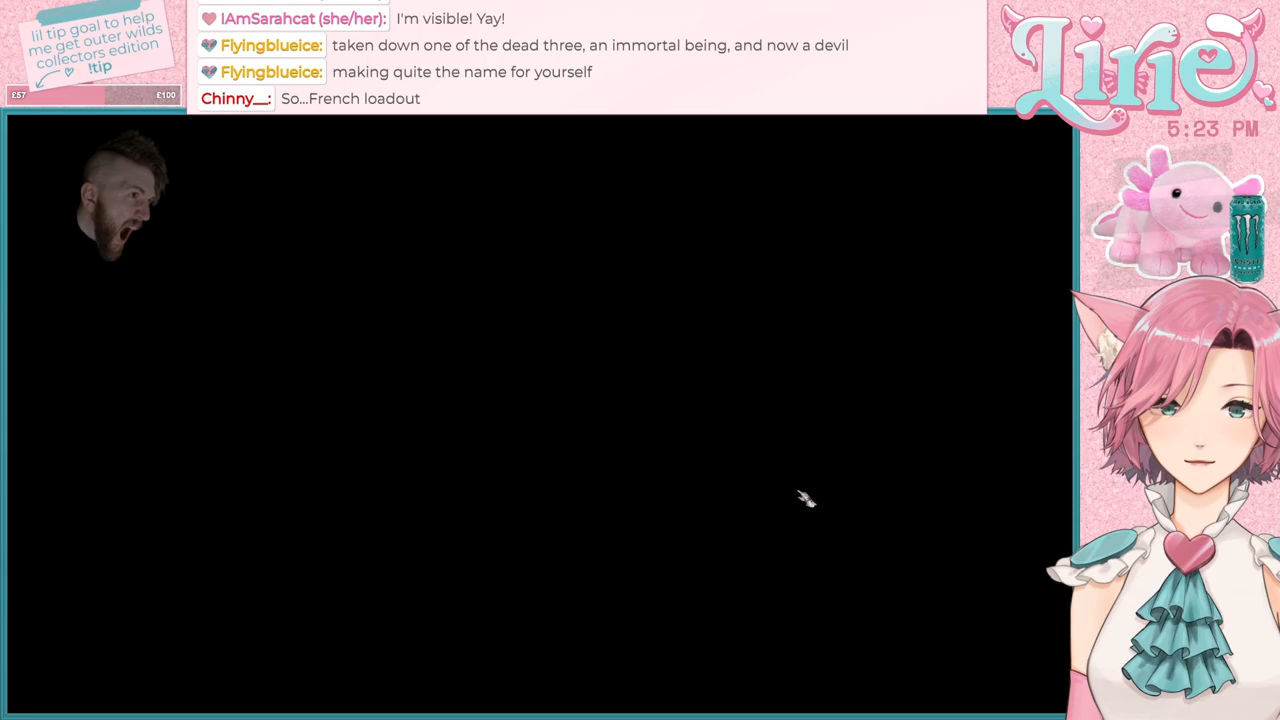 lil tip goal to help
me get outer wilds
collectors edition
!tip
£57
£100
IAmSarahcat (she/her): I'm visible! Yay!
Flyingblueice: taken down one of the dead three, an immortal being, and now a devil
Flyingblueice: making quite the name for yourself
Chinny__: So...French loadout
Lirie
5:23 PM